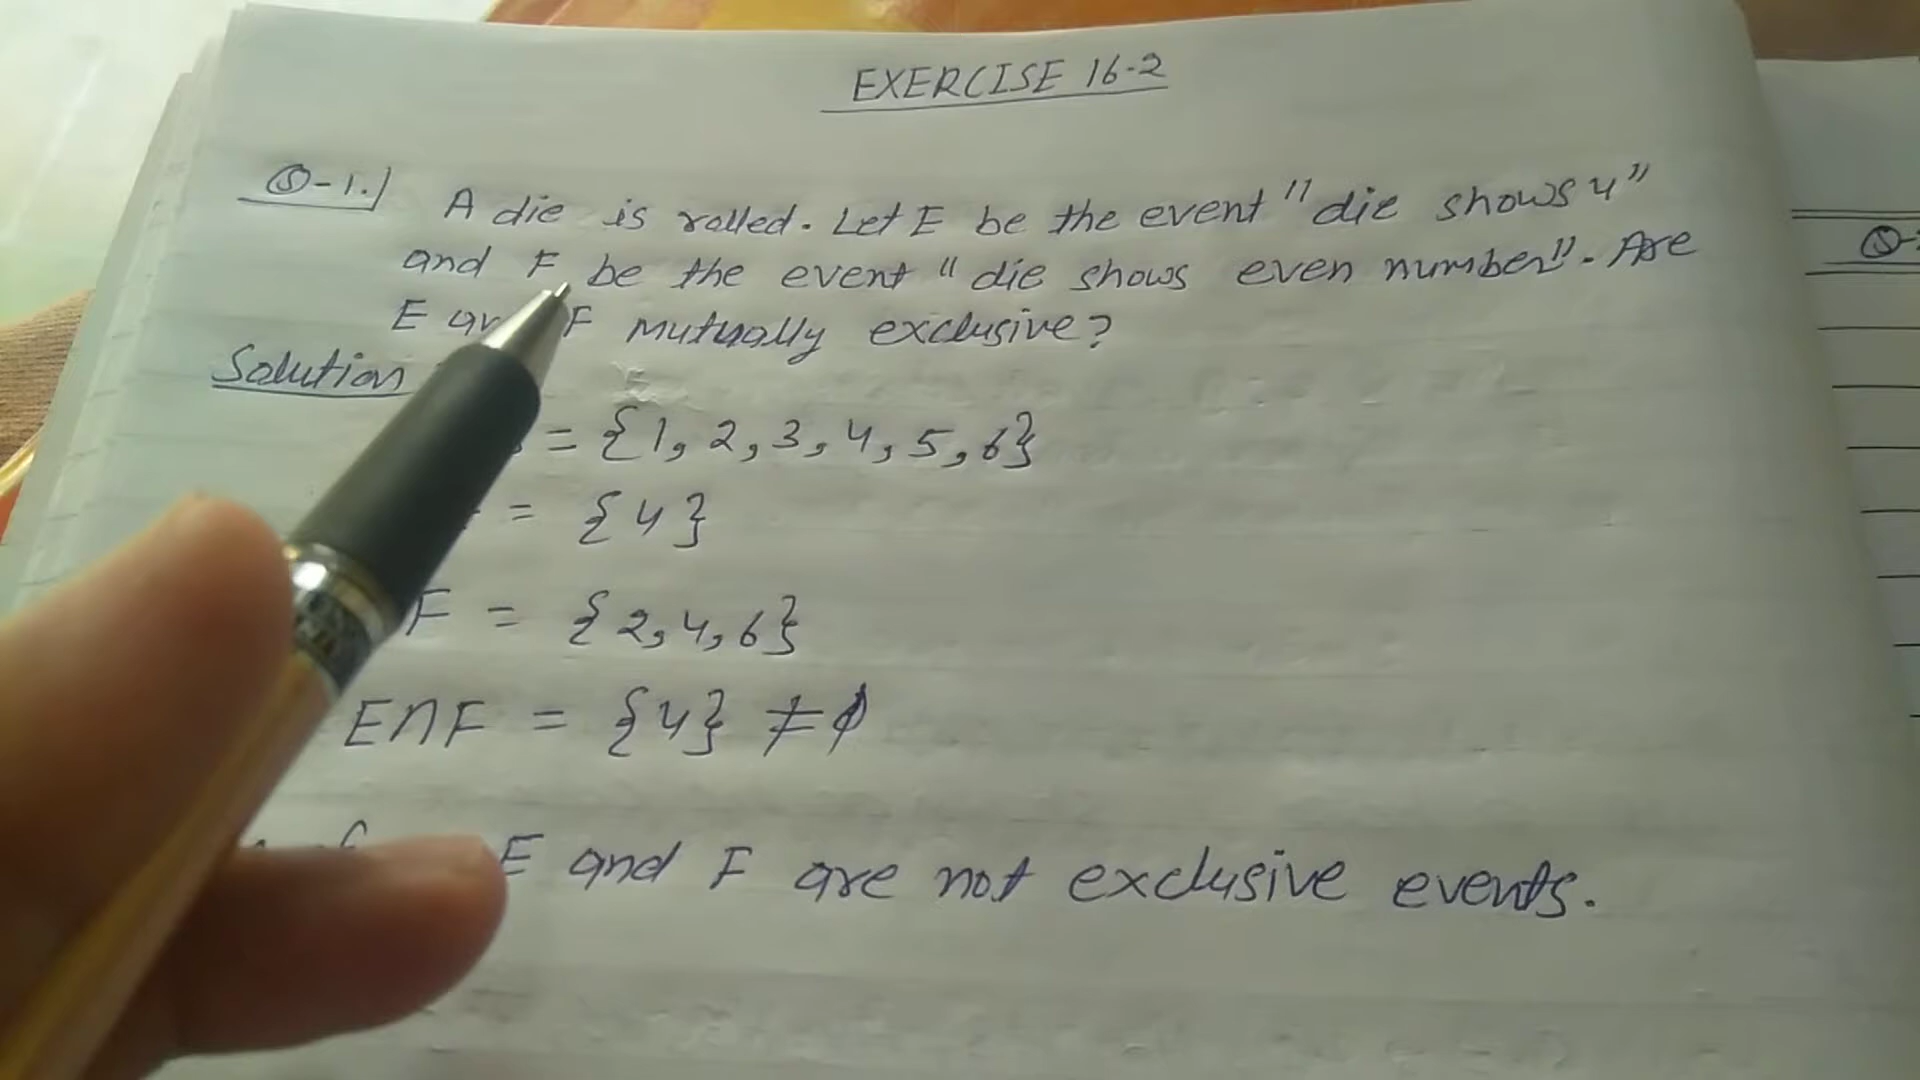 EXERCISE 16-2
Q-1.) A die is rolled. Let E be the event "die shows 4"
and F be the event "die shows even number". Are
E F mutually exclusive?
Solution
= {1, 2, 3, 4, 5, 6}
= {4}
F = {2, 4, 6}
E∩F = {4} ≠ φ
E and F are not exclusive events.